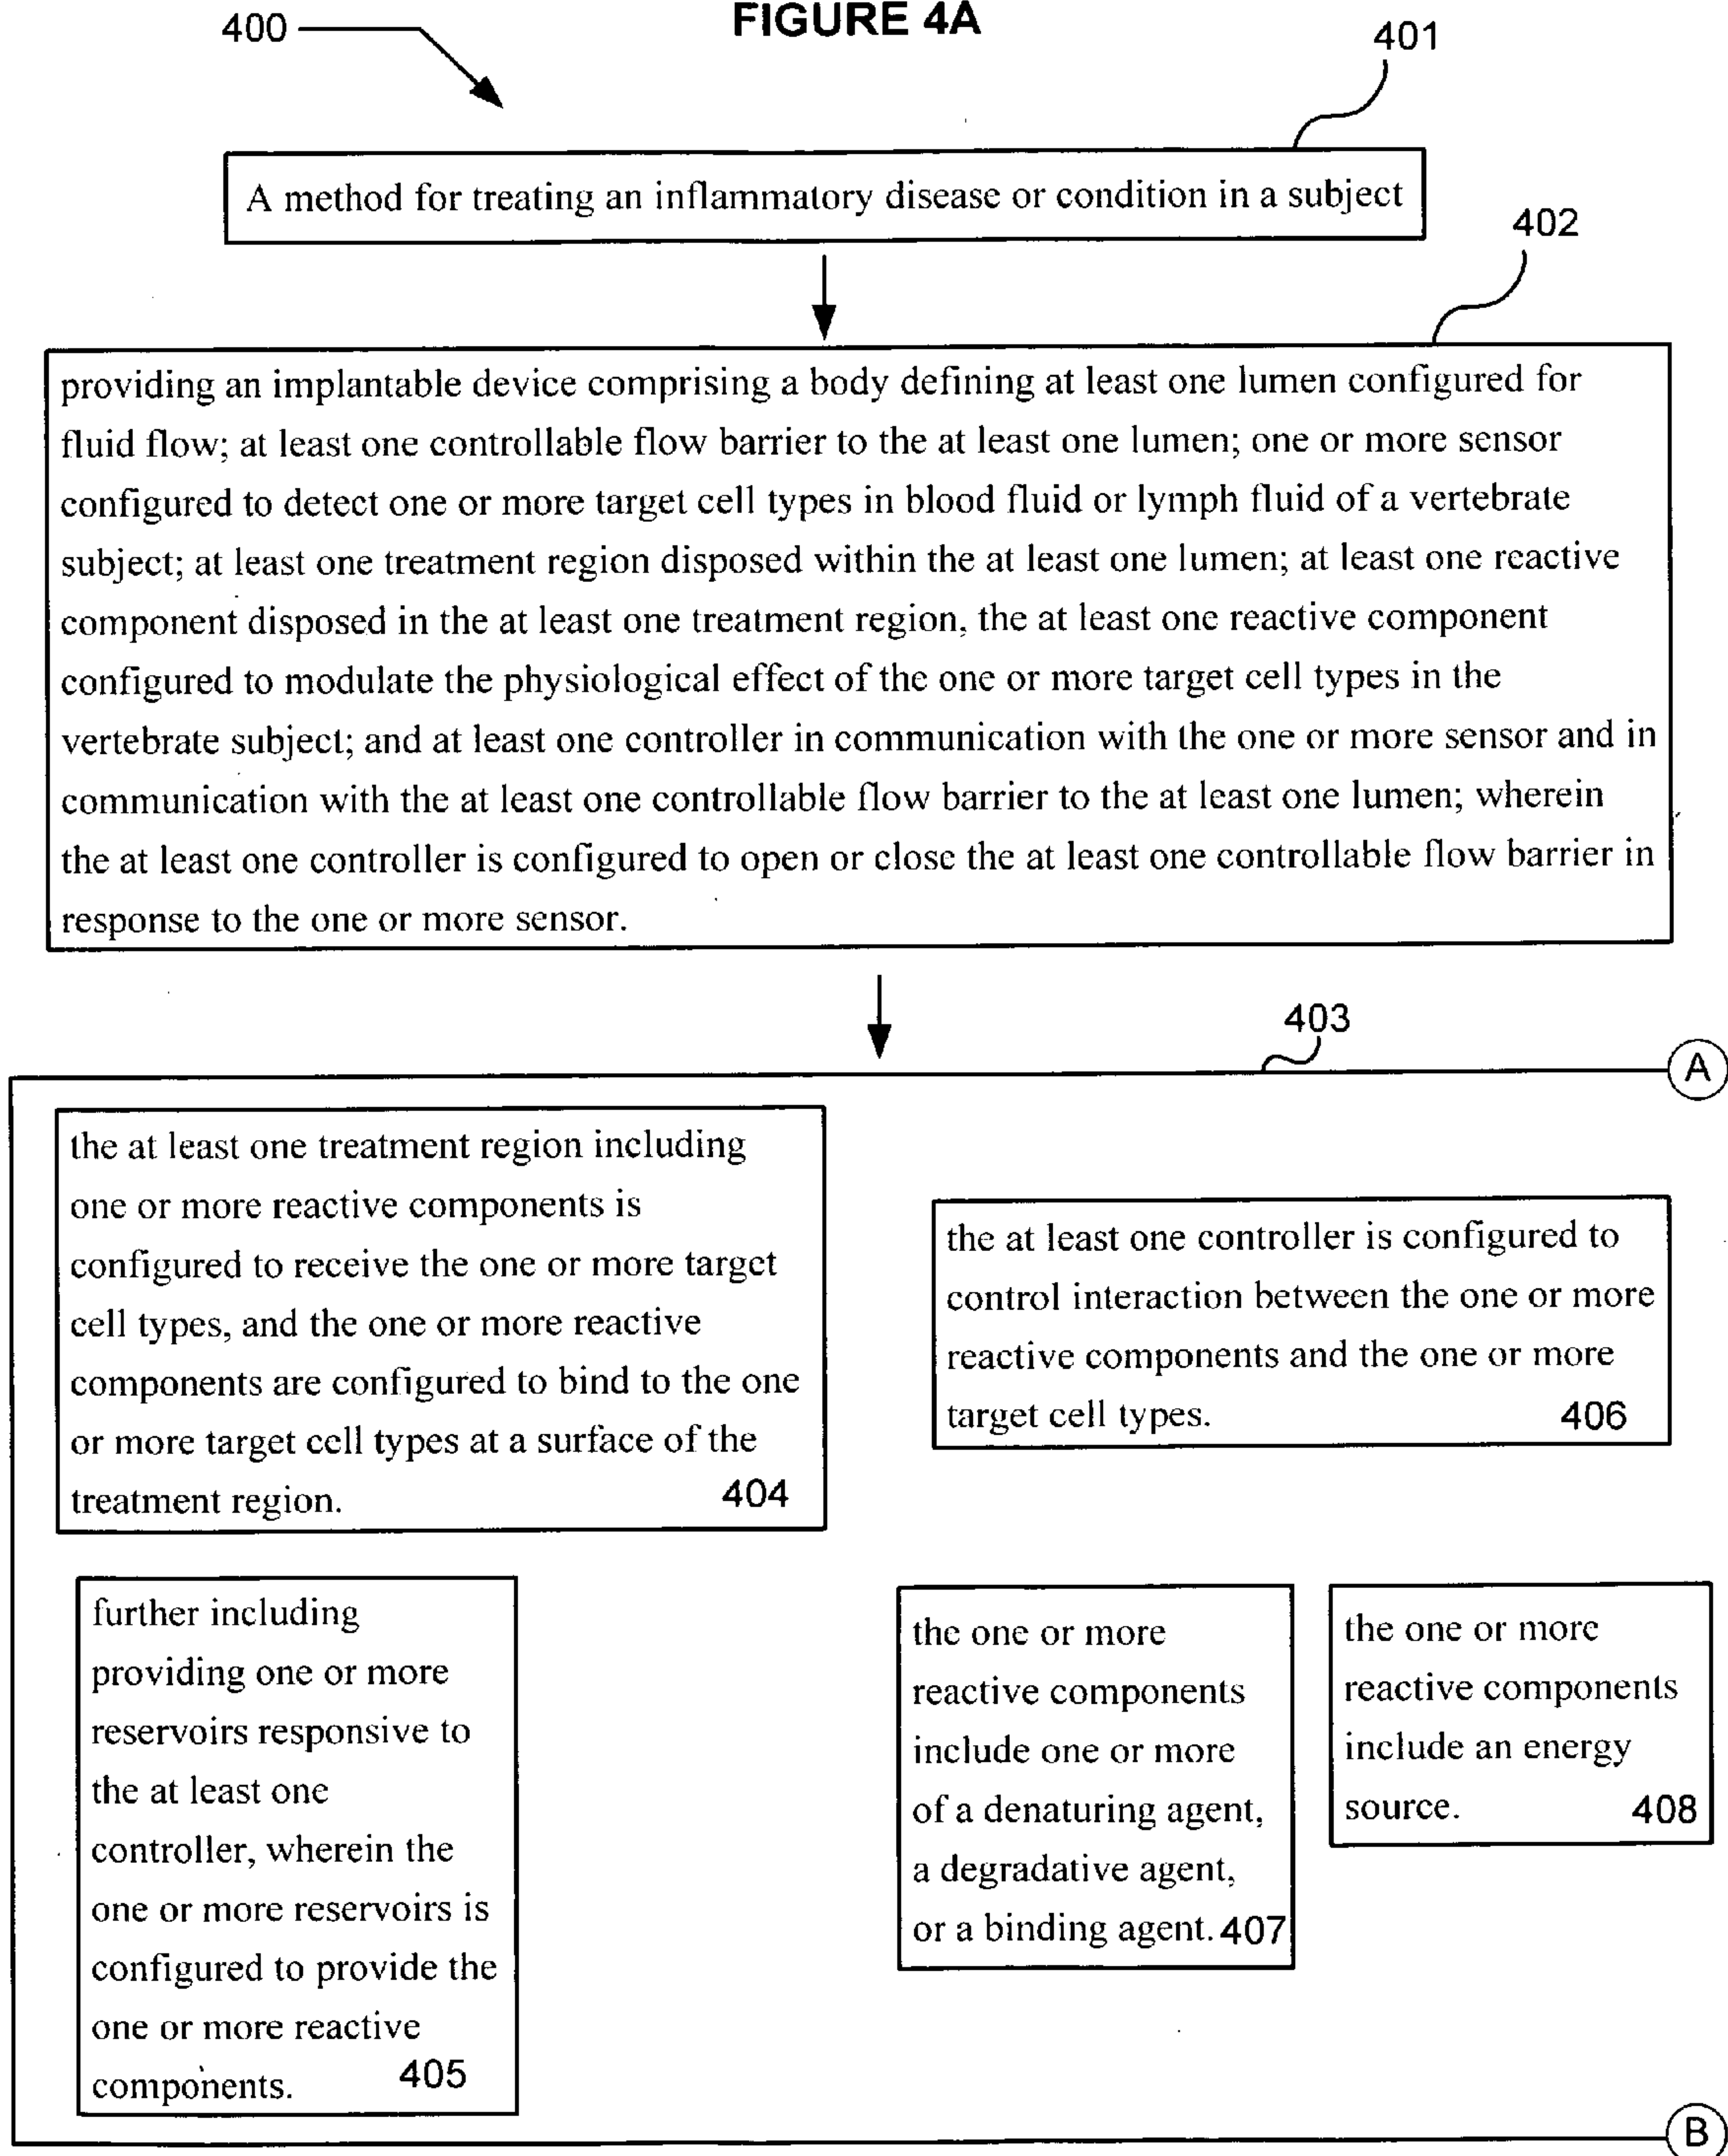 FIGURE 4A
400
401
A method for treating an inflammatory disease or condition in a subject
402
providing an implantable device comprising a body defining at least one lumen configured for
fluid flow; at least one controllable flow barrier to the at least one lumen; one or more sensor
configured to detect one or more target cell types in blood fluid or lymph fluid of a vertebrate
subject; at least one treatment region disposed within the at least one lumen; at least one reactive
component disposed in the at least one treatment region, the at least one reactive component
configured to modulate the physiological effect of the one or more target cell types in the
vertebrate subject; and at least one controller in communication with the one or more sensor and in
communication with the at least one controllable flow barrier to the at least one lumen; wherein
the at least one controller is configured to open or close the at least one controllable flow barrier in
response to the one or more sensor.
403
A
the at least one treatment region including
one or more reactive components is
configured to receive the one or more target
cell types, and the one or more reactive
components are configured to bind to the one
or more target cell types at a surface of the
treatment region. 404
the at least one controller is configured to
control interaction between the one or more
reactive components and the one or more
target cell types. 406
further including
providing one or more
reservoirs responsive to
the at least one
controller, wherein the
one or more reservoirs is
configured to provide the
one or more reactive
components. 405
the one or more
reactive components
include one or more
of a denaturing agent,
a degradative agent,
or a binding agent. 407
the one or more
reactive components
include an energy
source. 408
B